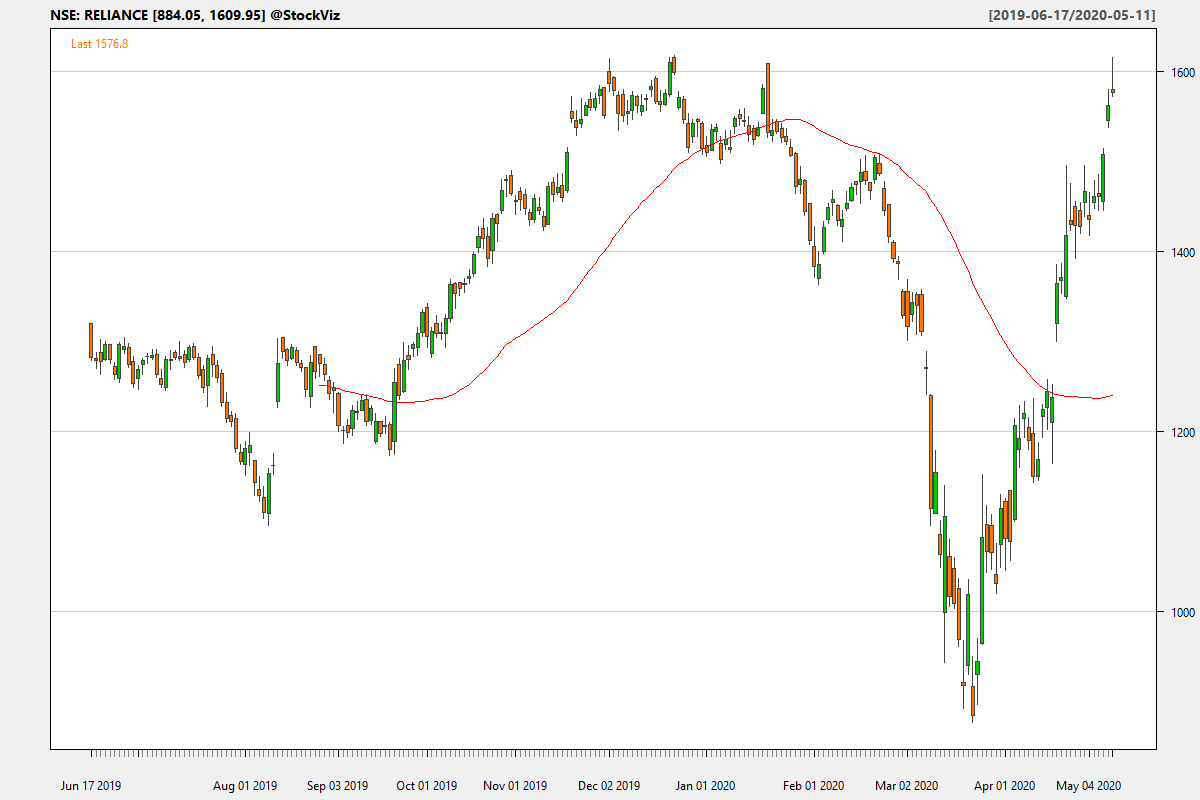 NSE: RELIANCE [884.05, 1609.95] @StockViz [2019-06-17/2020-05-11]
Last 1576.8
1600
1400
1200
1000
Jun 17 2019 Aug 01 2019 Sep 03 2019 Oct 01 2019 Nov 01 2019 Dec 02 2019 Jan 01 2020 Feb 01 2020 Mar 02 2020 Apr 01 2020 May 04 2020